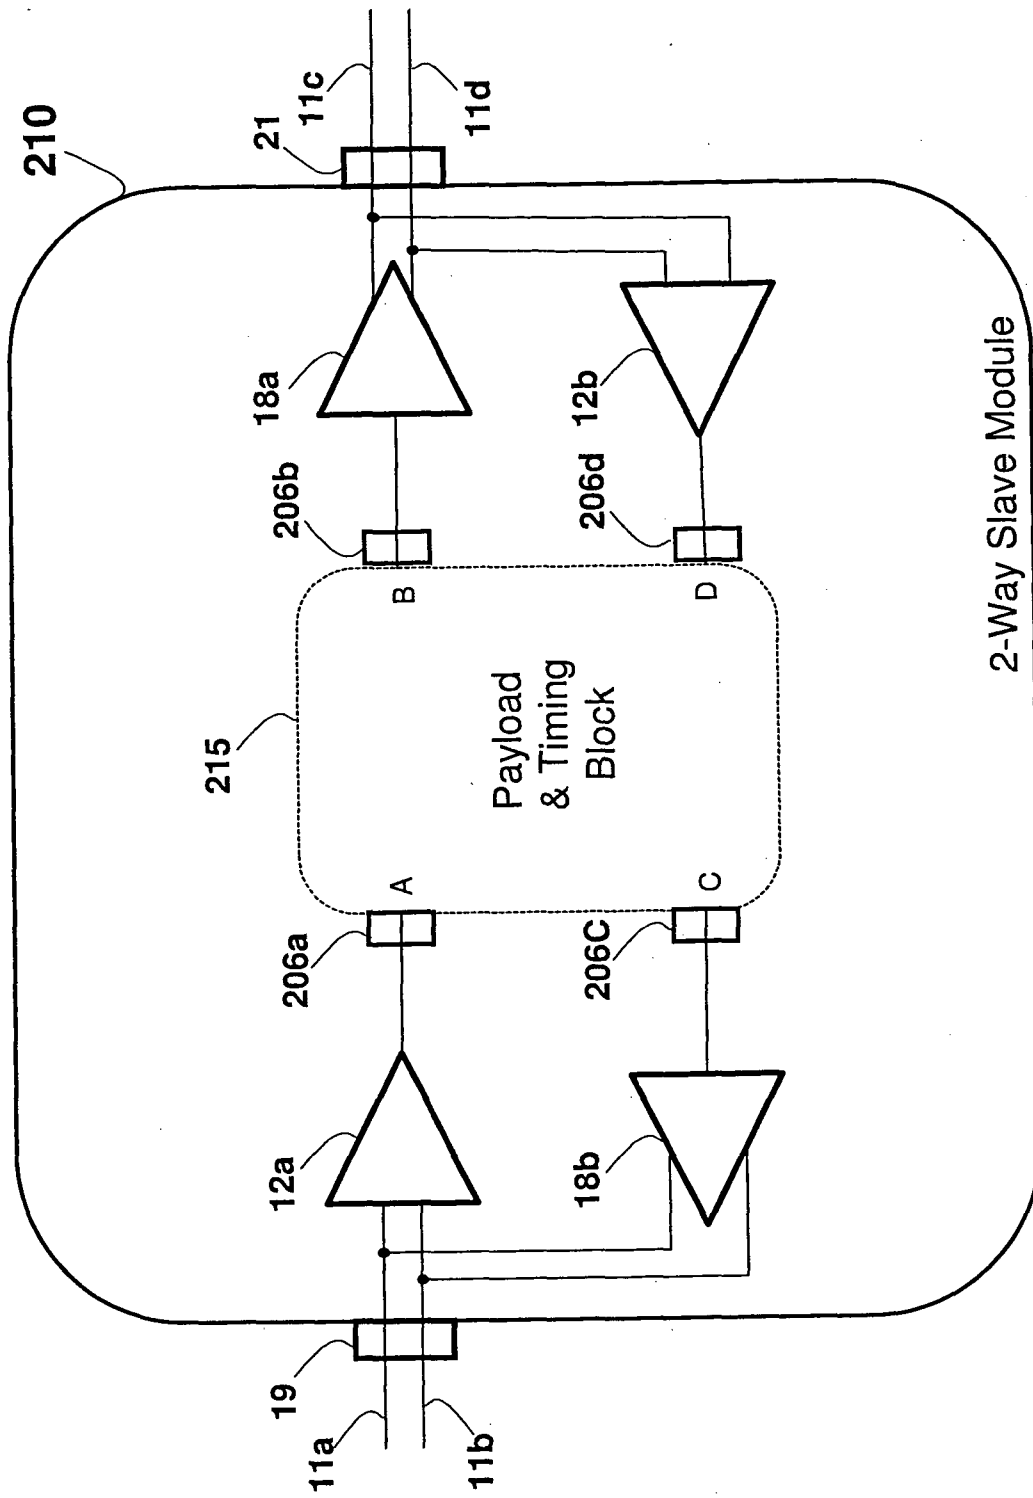 210
11c
21
11d
18a
12b
206b
206d
B
D
215
Payload
& Timing
Block
A
C
206a
206C
12a
18b
19
11a
11b
2-Way Slave Module